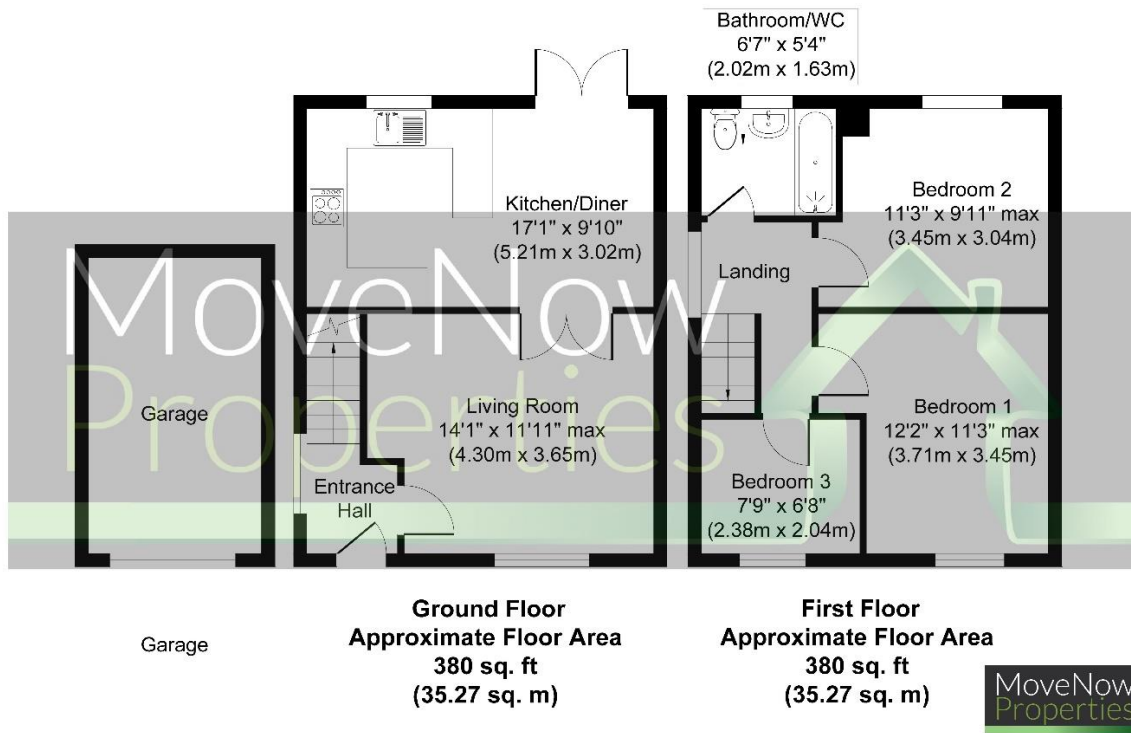 Bathroom/WC
6'7" x 5'4"
(2.02m x 1.63m)
Kitchen/Diner
17'1" x 9'10"
(5.21m x 3.02m)
Bedroom 2
11'3" x 9'11" max
(3.45m x 3.04m)
Landing
MoveNow
Properties
Garage
Living Room
14'1" x 11'11" max
(4.30m x 3.65m)
Bedroom 1
12'2" x 11'3" max
(3.71m x 3.45m)
Entrance
Hall
Bedroom 3
7'9" x 6'8"
(2.38m x 2.04m)
Garage
Ground Floor
Approximate Floor Area
380 sq. ft
(35.27 sq. m)
First Floor
Approximate Floor Area
380 sq. ft
(35.27 sq. m)
MoveNow
Properties